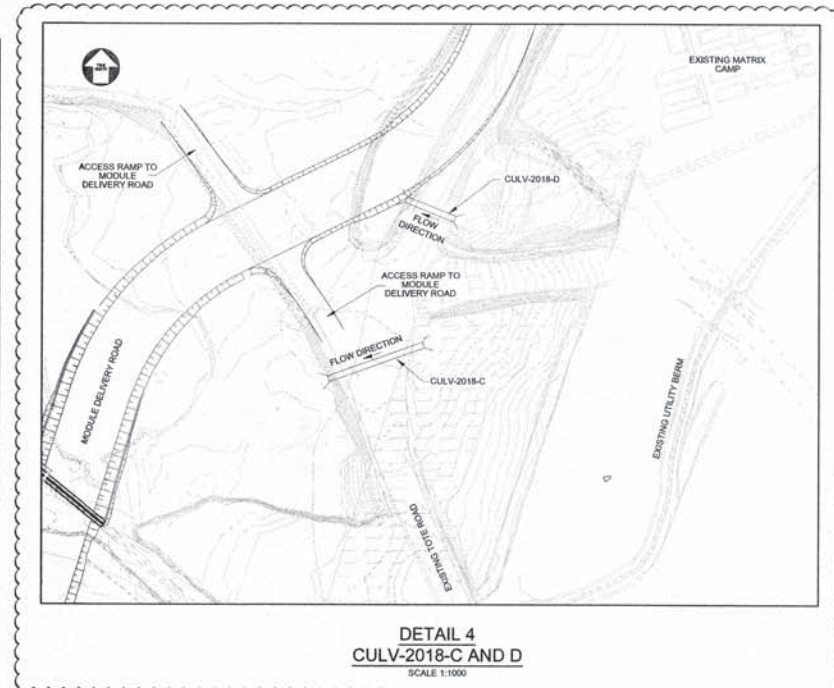 EXISTING MATRIX
CAMP
ACCESS RAMP TO
MODULE
DELIVERY ROAD
CULV-2018-D
FLOW
DIRECTION
ACCESS RAMP TO
MODULE
DELIVERY ROAD
FLOW DIRECTION
CULV-2018-C
MODULE DELIVERY ROAD
EXISTING UTILITY BERM
EXISTING TOTE ROAD
DETAIL 4
CULV-2018-C AND D
SCALE 1:1000